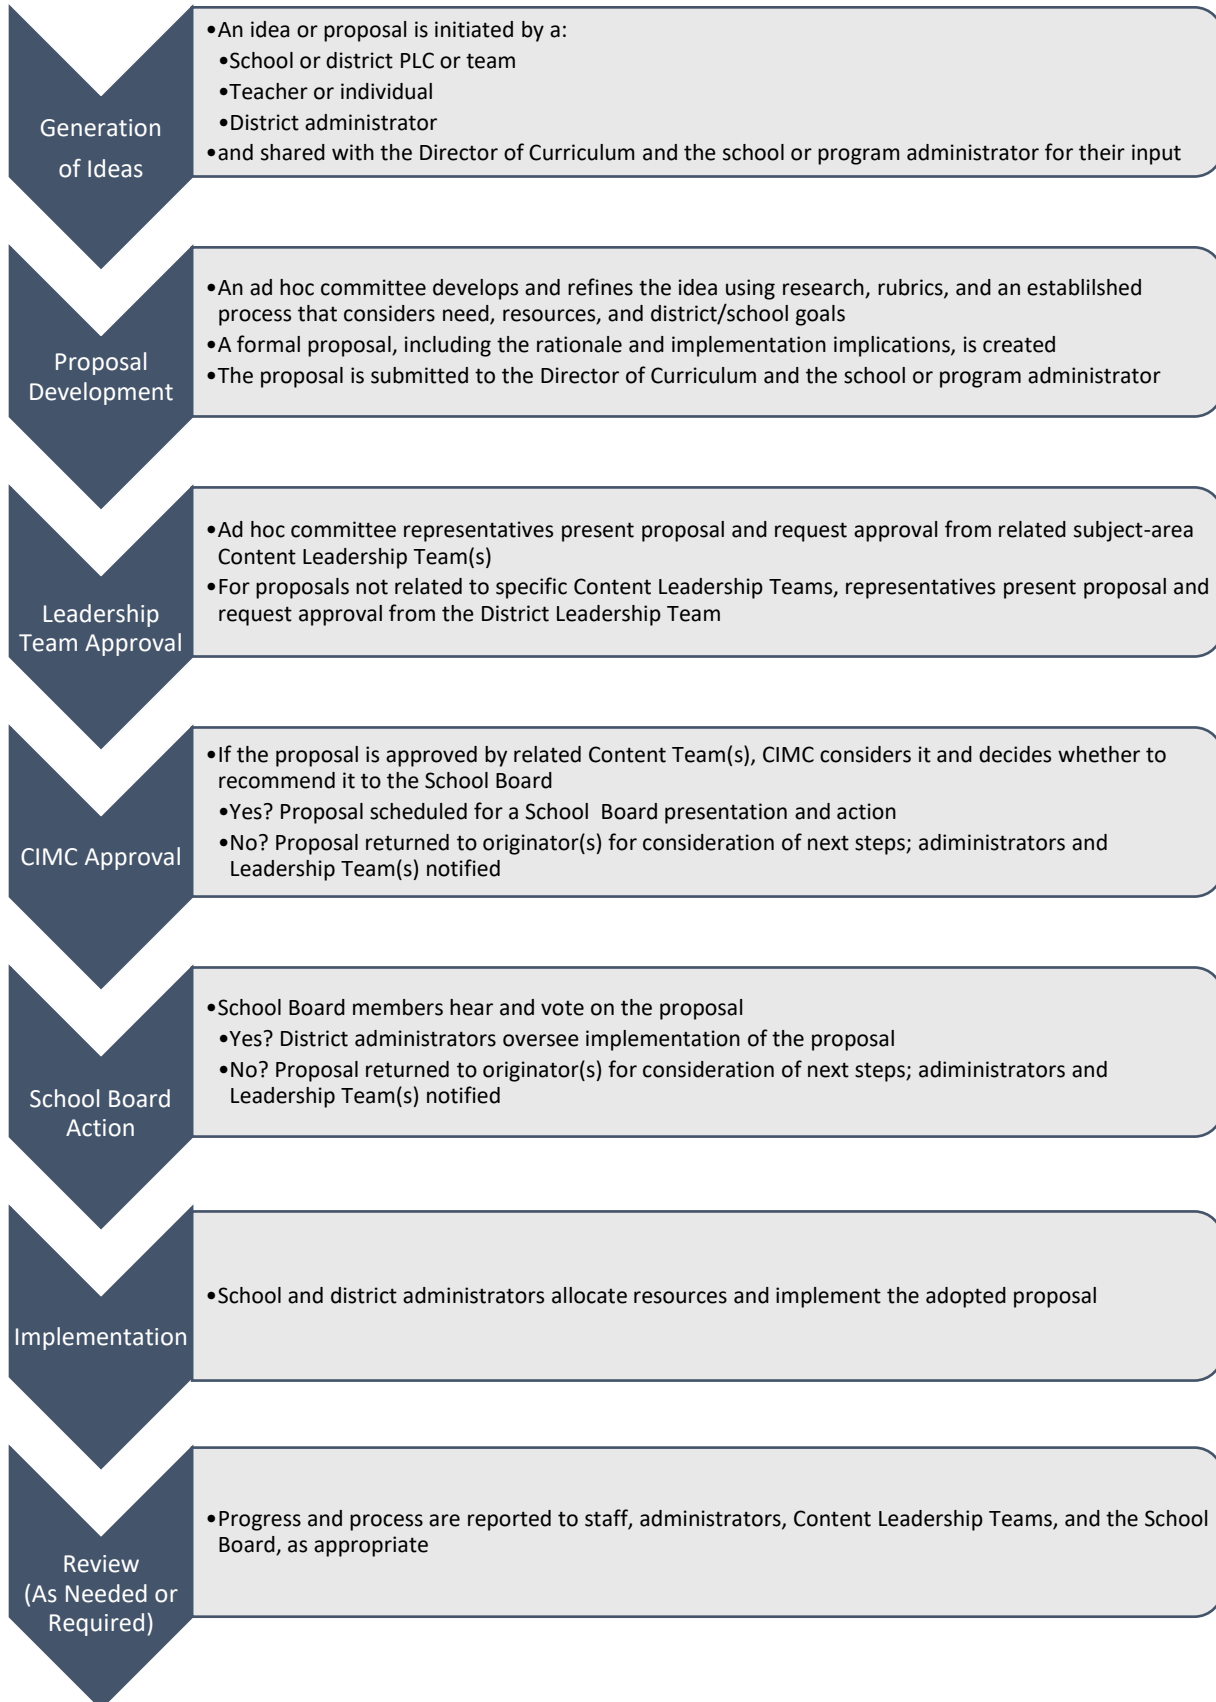 Generation
of Ideas
•An idea or proposal is initiated by a:
•School or district PLC or team
•Teacher or individual
•District administrator
•and shared with the Director of Curriculum and the school or program administrator for their input
Proposal
Development
•An ad hoc committee develops and refines the idea using research, rubrics, and an establilshed
process that considers need, resources, and district/school goals
•A formal proposal, including the rationale and implementation implications, is created
•The proposal is submitted to the Director of Curriculum and the school or program administrator
Leadership
Team Approval
•Ad hoc committee representatives present proposal and request approval from related subject-area
Content Leadership Team(s)
•For proposals not related to specific Content Leadership Teams, representatives present proposal and
request approval from the District Leadership Team
CIMC Approval
•If the proposal is approved by related Content Team(s), CIMC considers it and decides whether to
recommend it to the School Board
•Yes? Proposal scheduled for a School  Board presentation and action
•No? Proposal returned to originator(s) for consideration of next steps; adiministrators and
Leadership Team(s) notified
School Board
Action
•School Board members hear and vote on the proposal
•Yes? District administrators oversee implementation of the proposal
•No? Proposal returned to originator(s) for consideration of next steps; adiministrators and
Leadership Team(s) notified
Implementation
•School and district administrators allocate resources and implement the adopted proposal
Review
(As Needed or
Required)
•Progress and process are reported to staff, administrators, Content Leadership Teams, and the School
Board, as appropriate